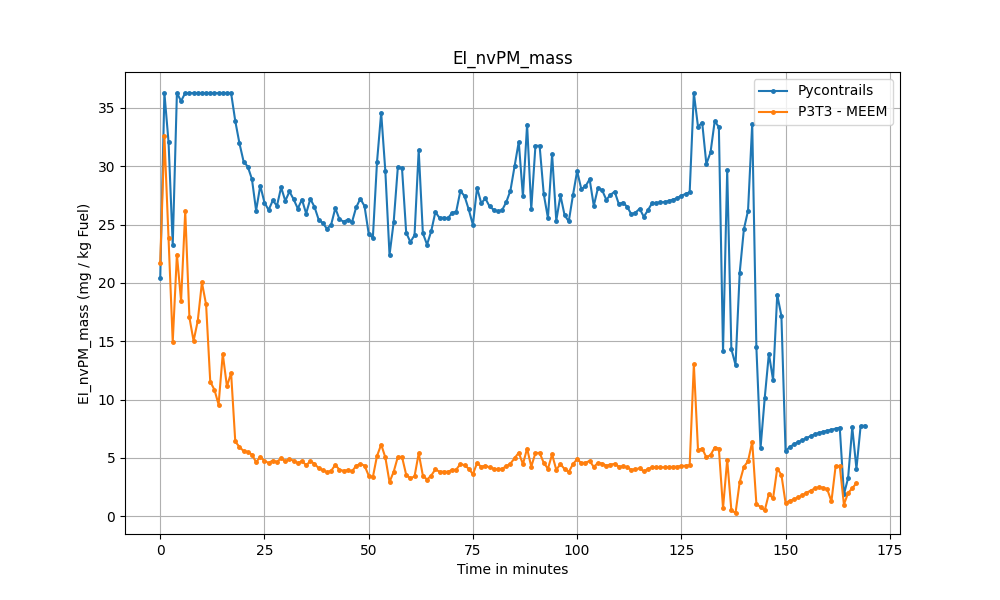 EI_nvPM_mass
Pycontrails
P3T3 - MEEM
EI_nvPM_mass (mg / kg Fuel)
35
30
25
20
15
10
5
0
0 25 50 75 100 125 150 175
Time in minutes